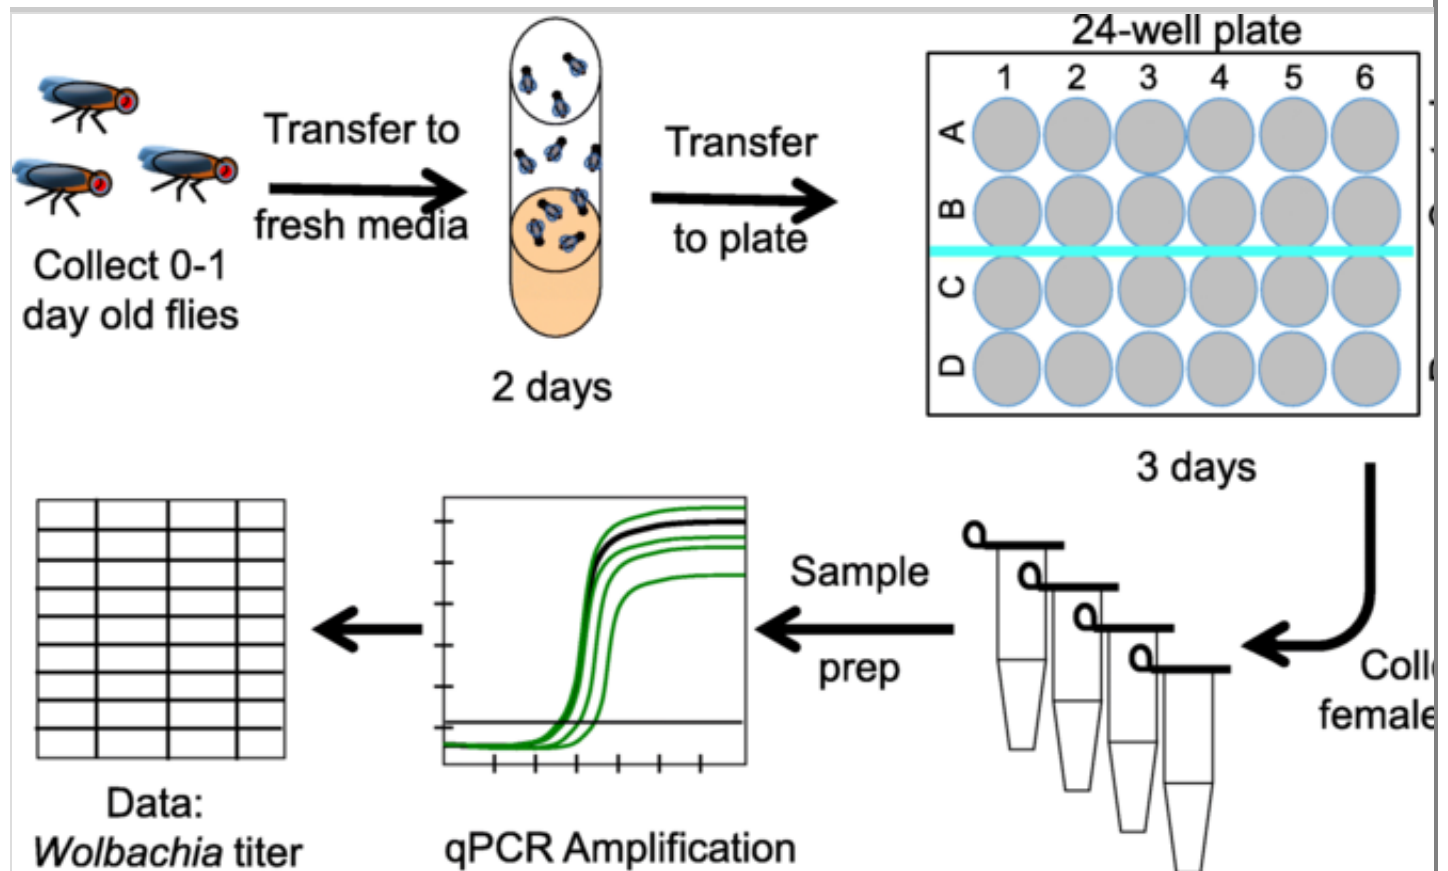 24-well plate
1 2 3 4 5 6
A
B
C
D
Transfer to
fresh media
Transfer
to plate
Collect 0-1
day old flies
2 days
3 days
Sample
prep
female
Data:
Wolbachia titer
qPCR Amplification